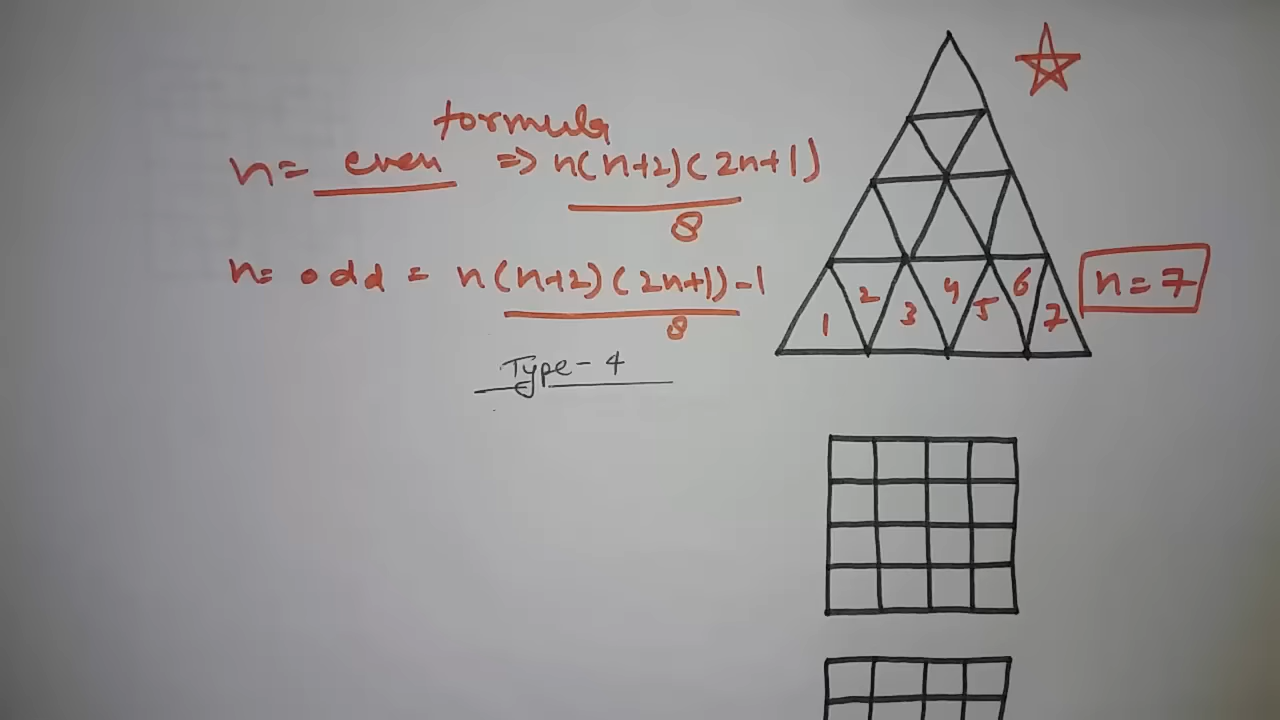 formula
n= even => n(n+2)(2n+1)
8
n= odd = n(n+2)(2n+1)-1
8
Type-4
1 2 3 4 5 6 7
n=7